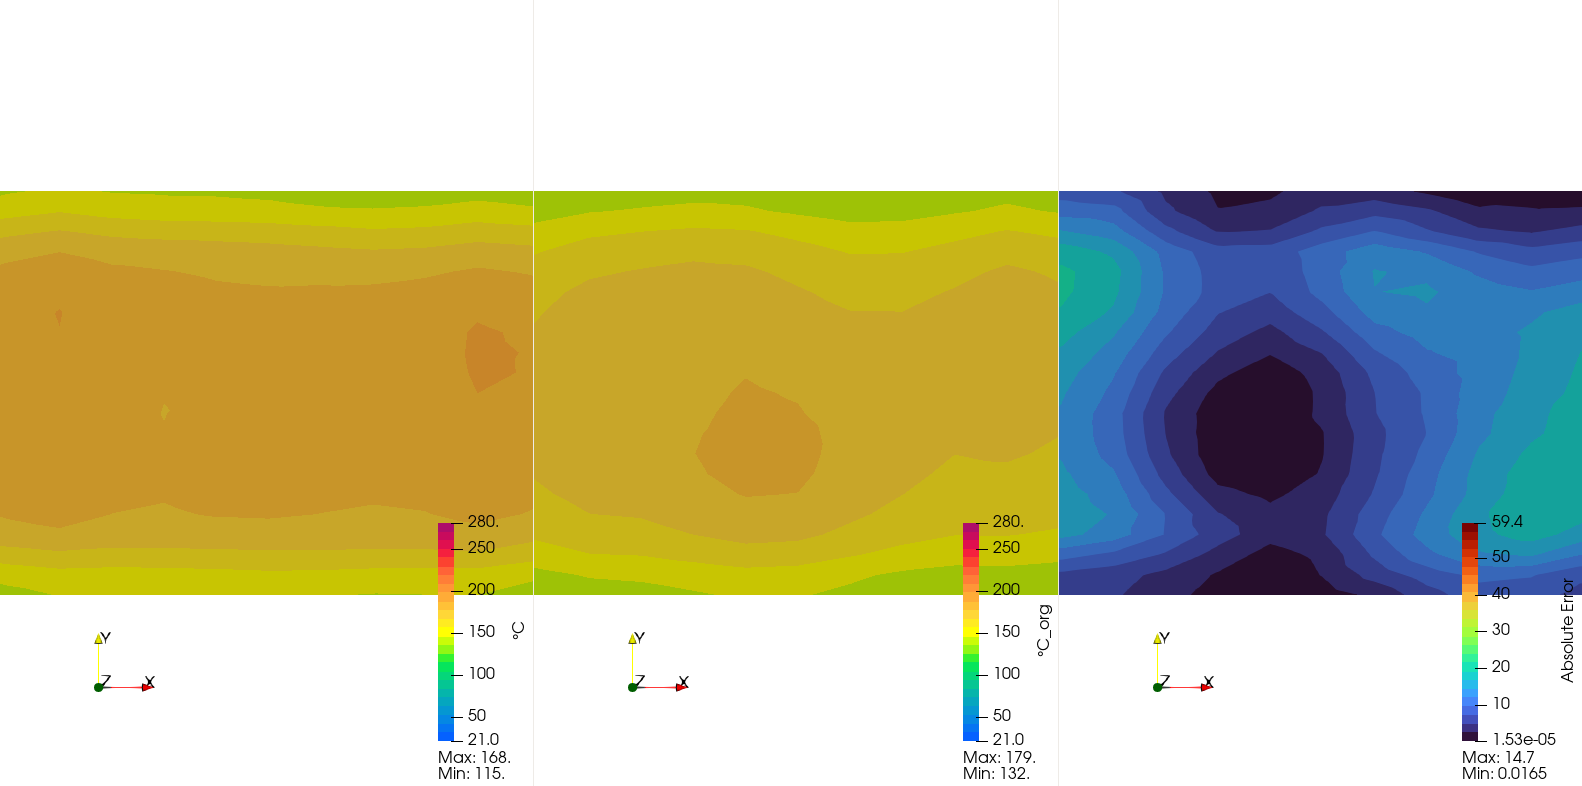 280.
250
200
150
100
50
21.0
°C
Max: 168.
Min: 115.
Y
Z
X
280.
250
200
150
100
50
21.0
°C_org
Max: 179.
Min: 132.
Y
Z
X
59.4
50
40
30
20
10
1.53e-05
Absolute Error
Max: 14.7
Min: 0.0165
Y
Z
X